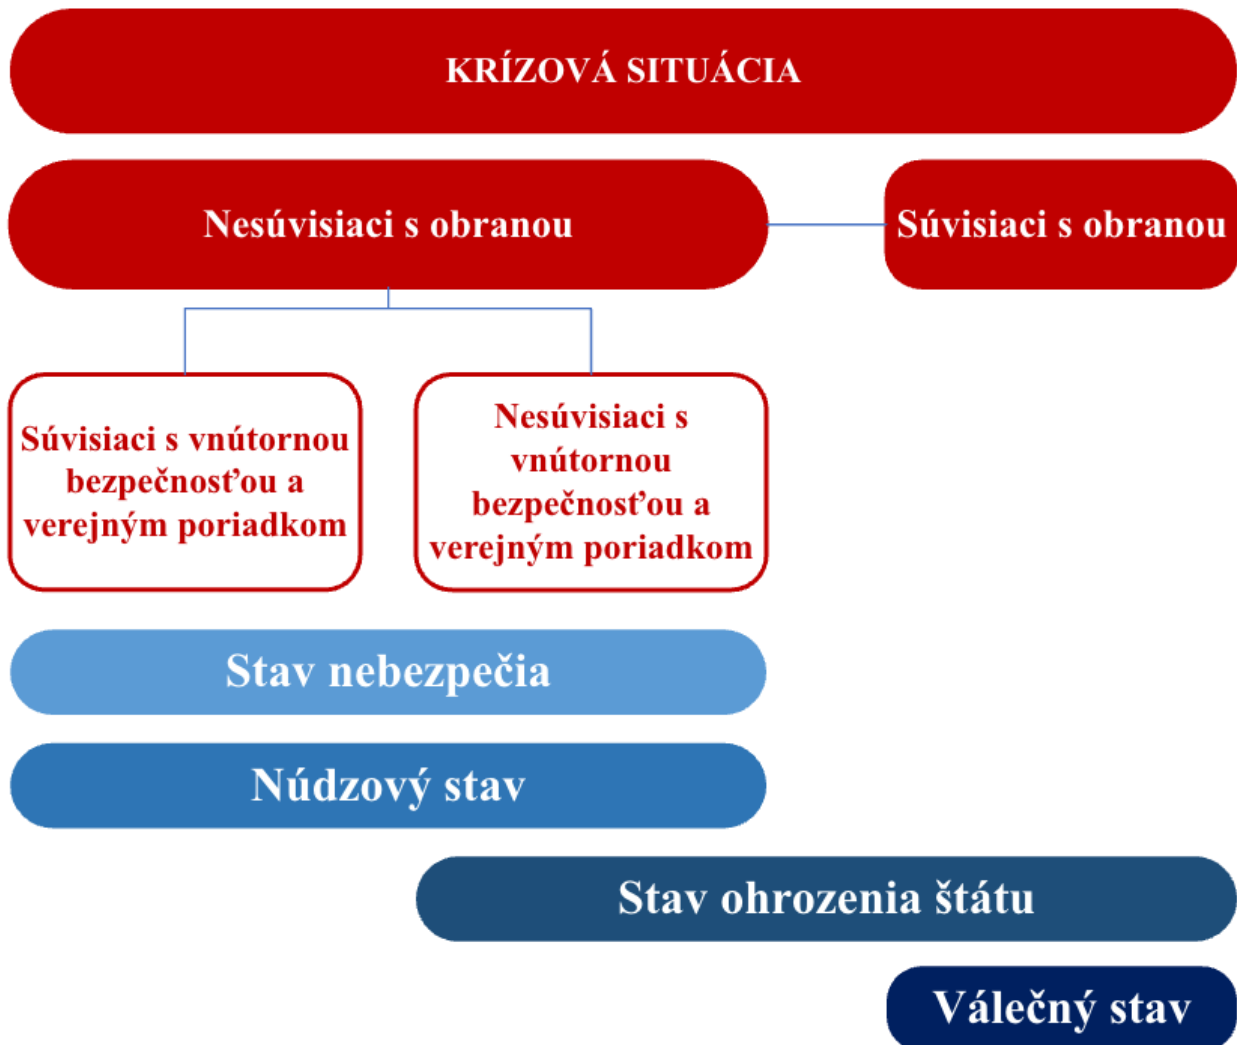 KRÍZOVÁ SITUÁCIA
Nesúvisiaci s obranou
Súvisiaci s obranou
Súvisiaci s vnútornou
bezpečnosťou a
verejným poriadkom
Nesúvisiaci s
vnútornou
bezpečnosťou a
verejným poriadkom
Stav nebezpečia
Núdzový stav
Stav ohrozenia štátu
Válečný stav